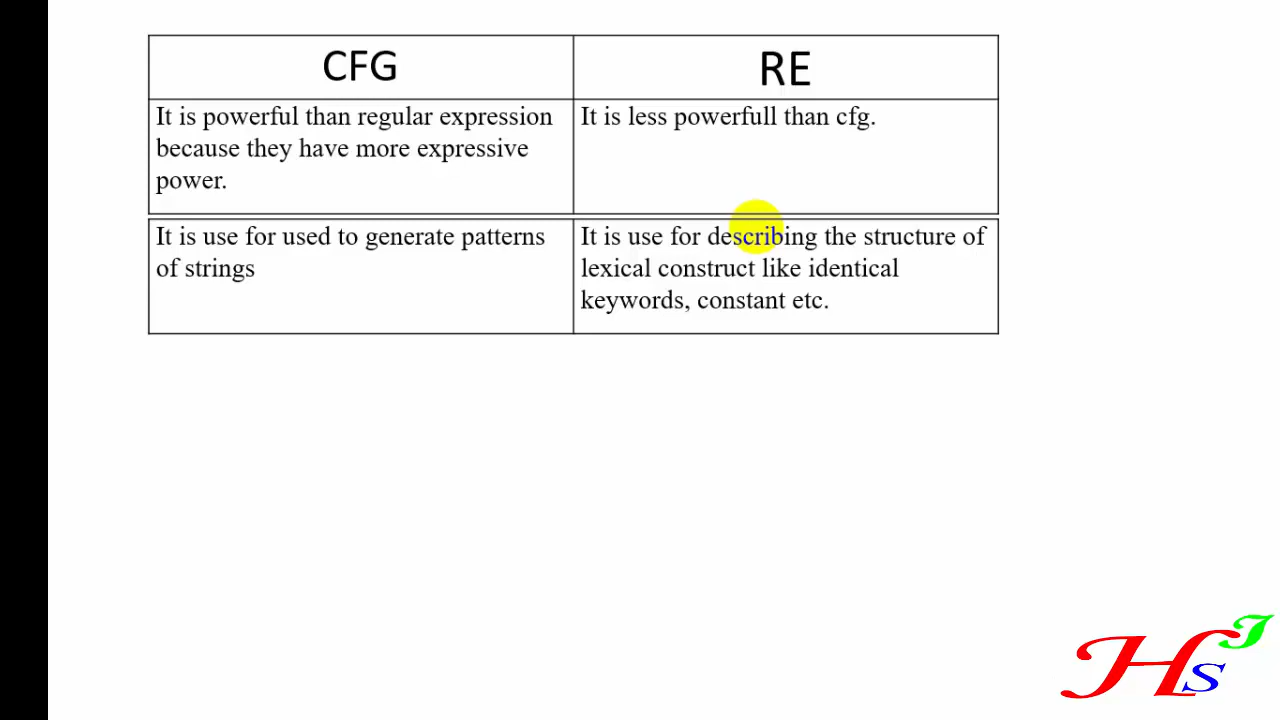 CFG
RE
It is powerful than regular expression
because they have more expressive
power.
It is less powerfull than cfg.
It is use for used to generate patterns
of strings
It is use for describing the structure of
lexical construct like identical
keywords, constant etc.
HSJ